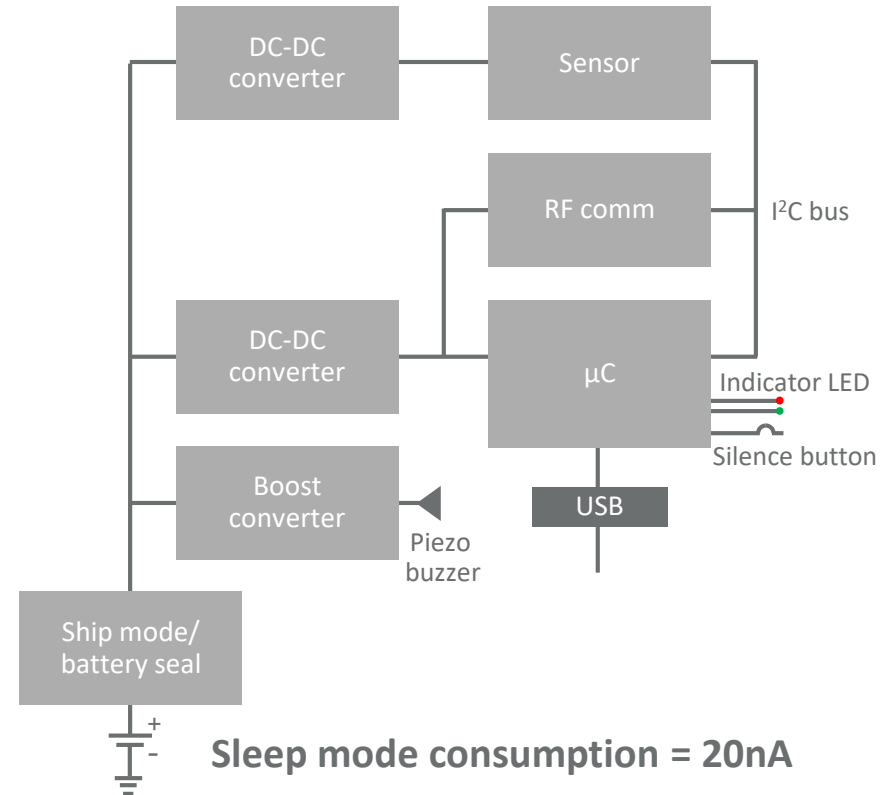 DC-DC
converter
Sensor
RF comm
I²C bus
DC-DC
converter
µC
Indicator LED
Silence button
Boost
converter
Piezo
buzzer
USB
Ship mode/
battery seal
+
-
Sleep mode consumption = 20nA